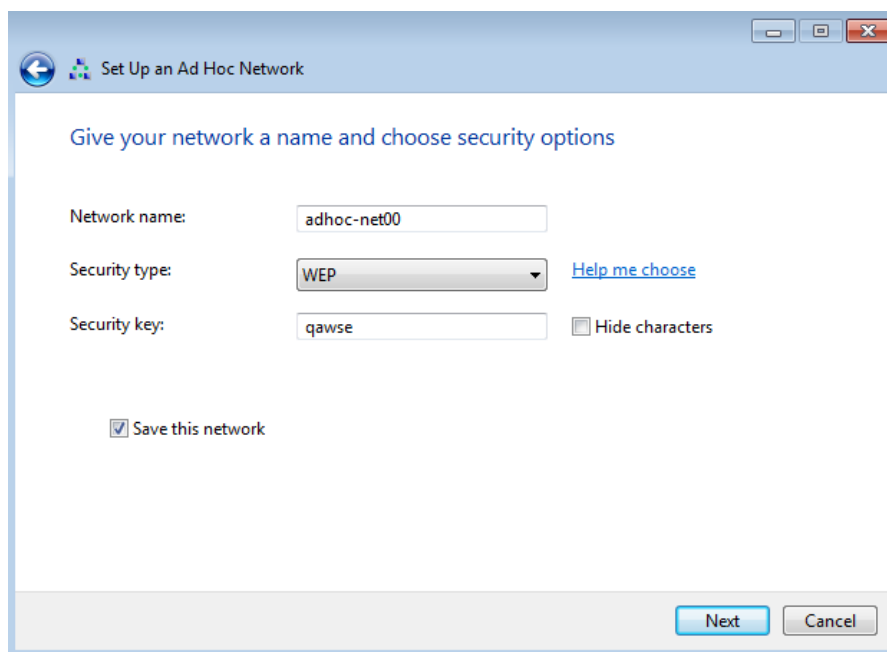 Set Up an Ad Hoc Network
Give your network a name and choose security options
Network name: adhoc-net00
Security type: WEP Help me choose
Security key: qawse Hide characters
Save this network
Next Cancel